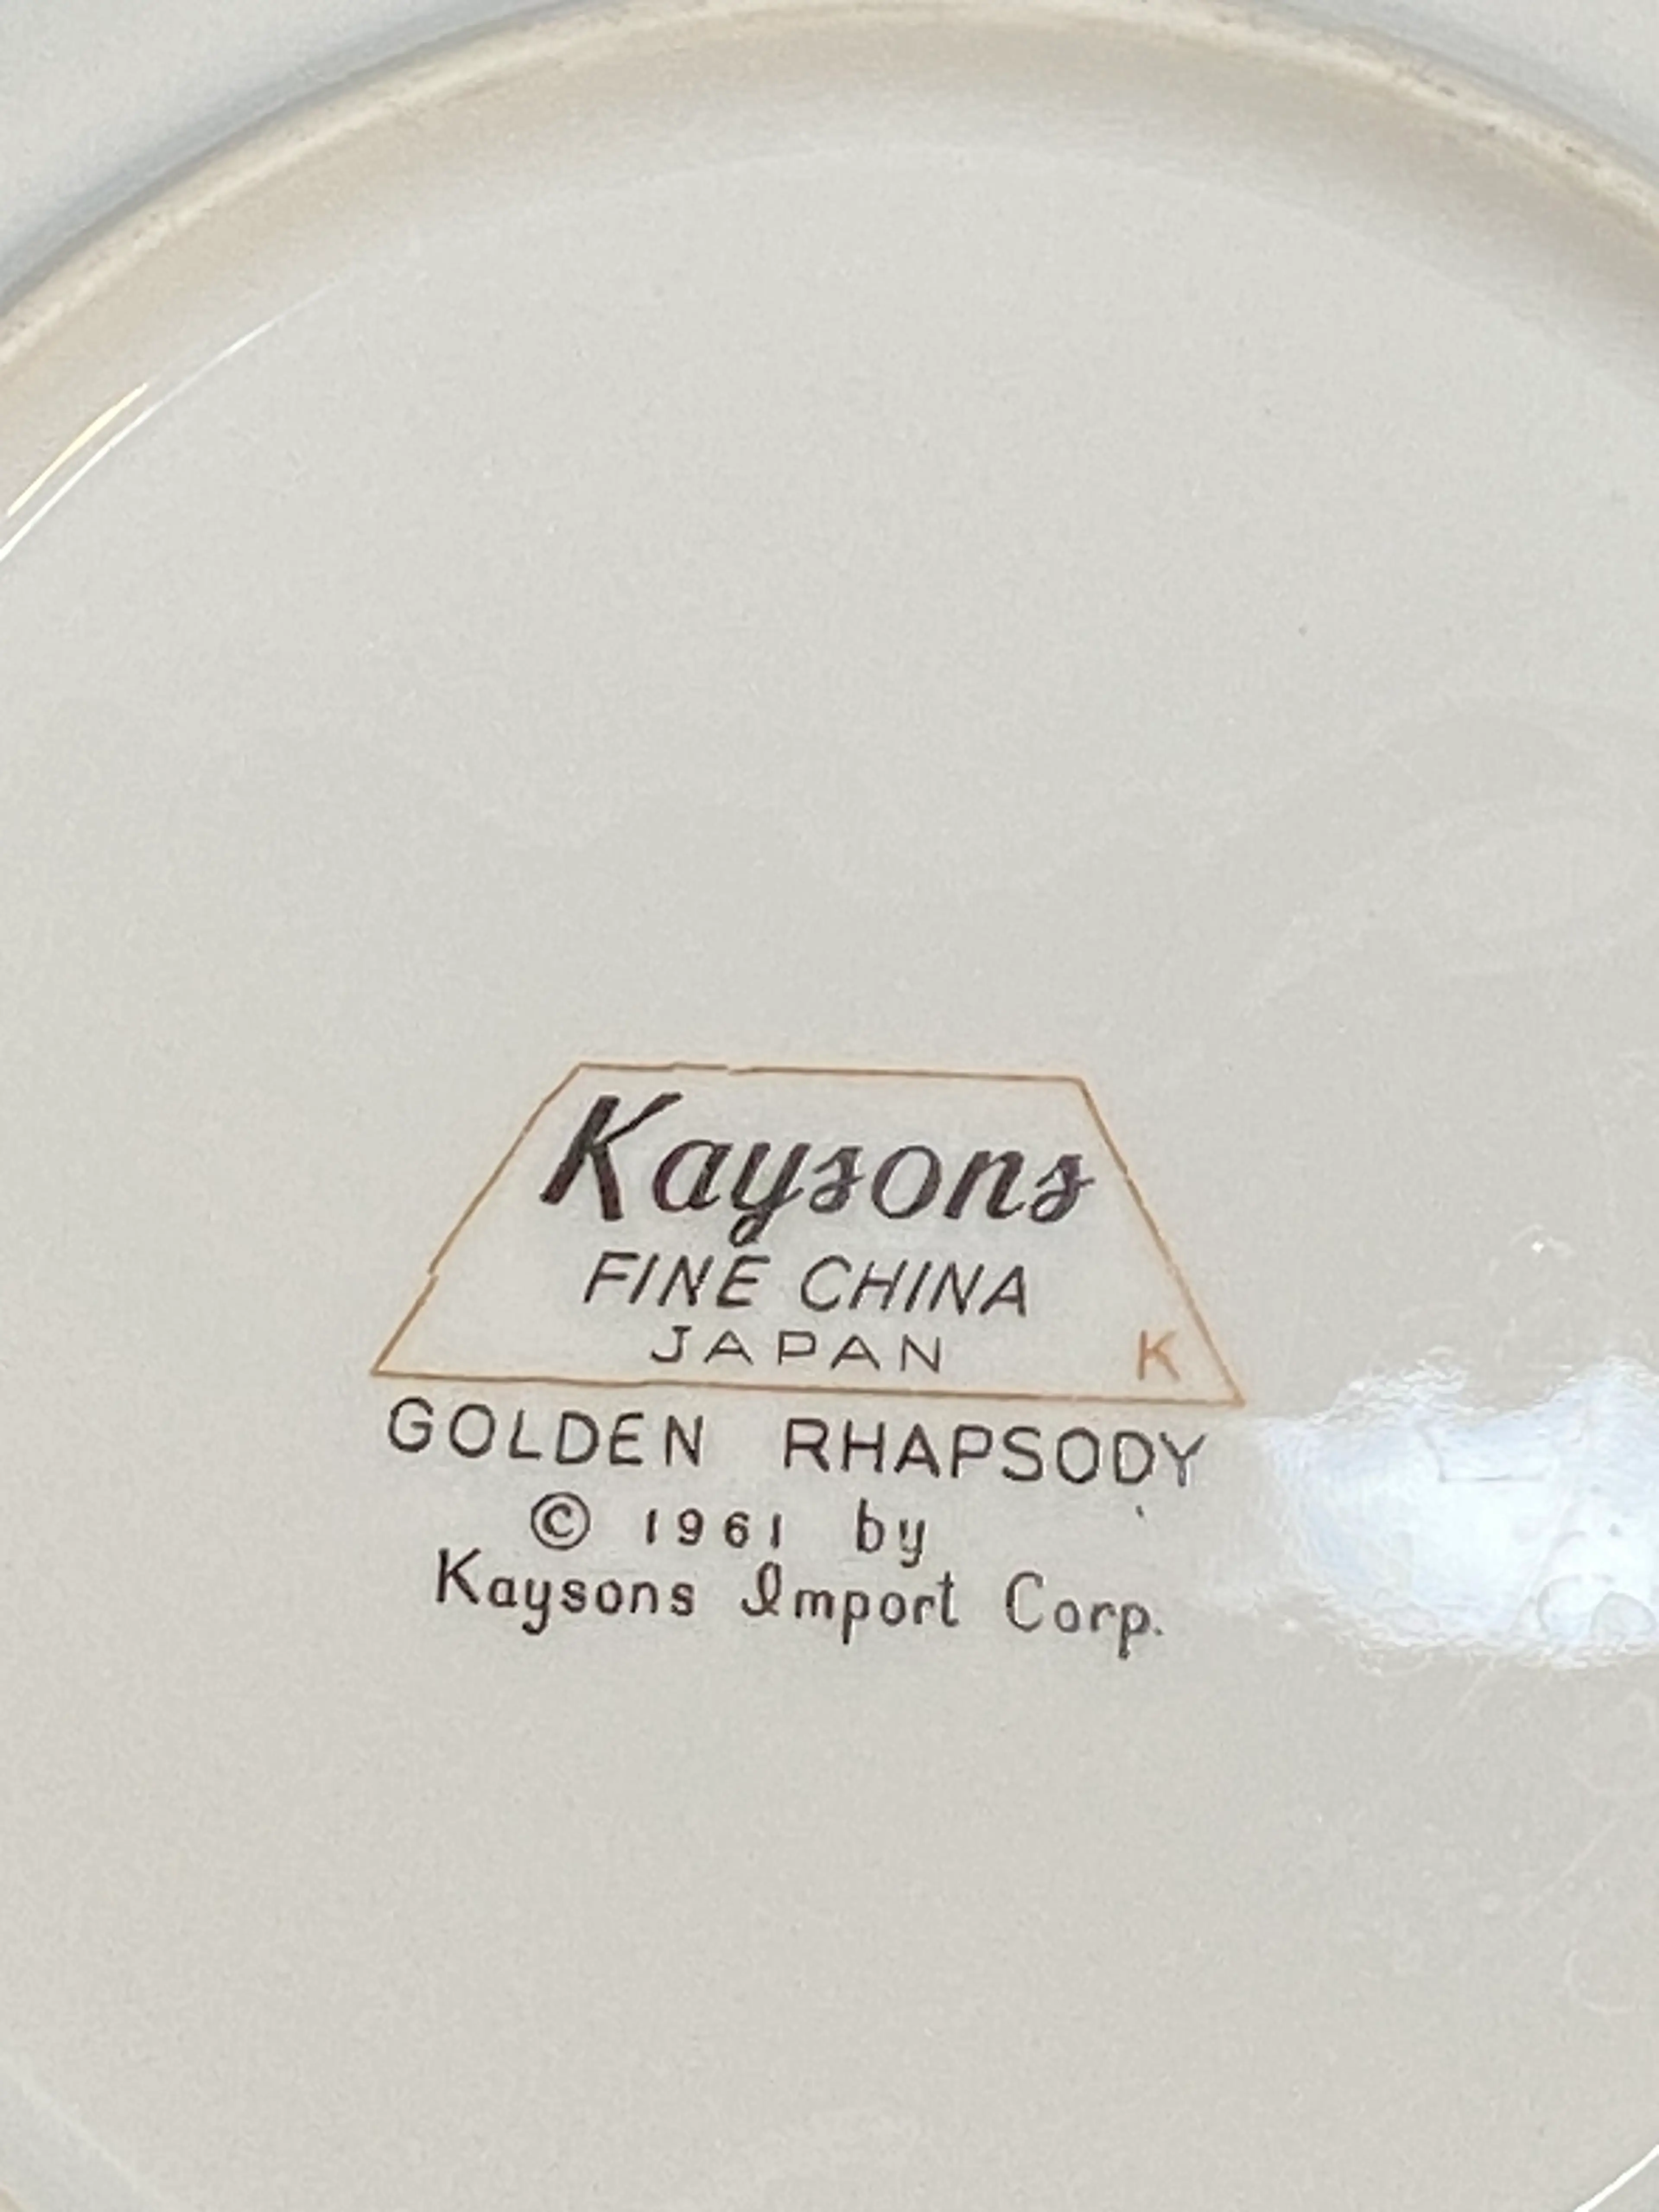 Kaysons
FINE CHINA
JAPAN K
GOLDEN RHAPSODY
© 1961 by
Kaysons Import Corp.